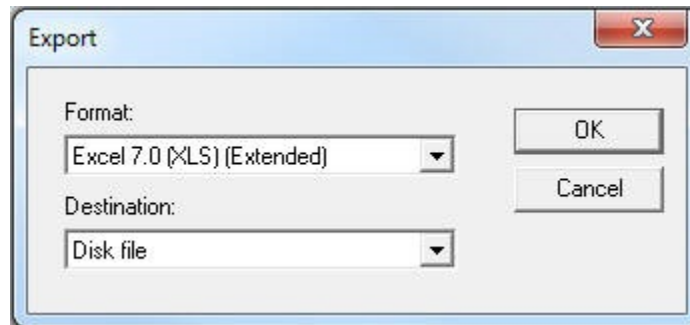 Export
Format:
Excel 7.0 (XLS) (Extended)
OK
Cancel
Destination:
Disk file